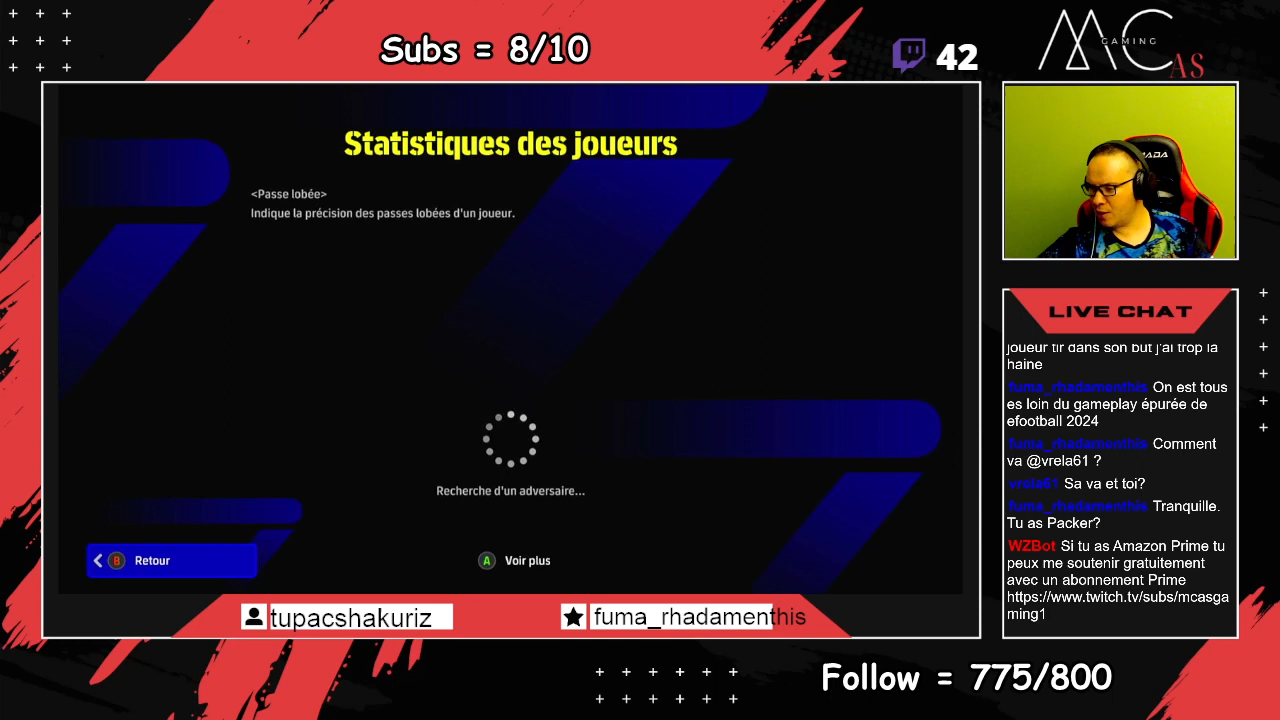 Subs = 8/10
42
MC
GAMING
AS
Statistiques des joueurs
<Passe lobée>
Indique la précision des passes lobées d'un joueur.
Recherche d'un adversaire...
B Retour
A Voir plus
tupacshakuriz
fuma_rhadamenthis
LIVE CHAT
joueur tir dans son but j'ai trop la
haine
fuma_rhadamenthis On est tous
es loin du gameplay épurée de
efootball 2024
fuma_rhadamenthis Comment
va @vrela61 ?
vrela61 Sa va et toi?
fuma_rhadamenthis Tranquille.
Tu as Packer?
WZBot Si tu as Amazon Prime tu
peux me soutenir gratuitement
avec un abonnement Prime
https://www.twitch.tv/subs/mcasga
ming1
Follow = 775/800